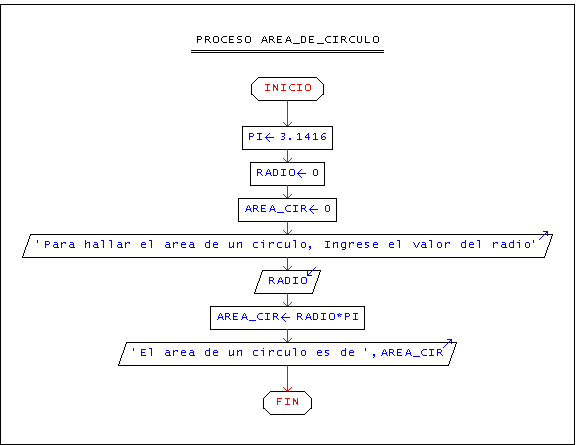 PROCESO AREA_DE_CIRCULO
INICIO
PI← 3.1416
RADIO← 0
AREA_CIR← 0
'Para hallar el area de un circulo, Ingrese el valor del radio'
RADIO
AREA_CIR← RADIO*PI
'El area de un circulo es de ',AREA_CIR
FIN